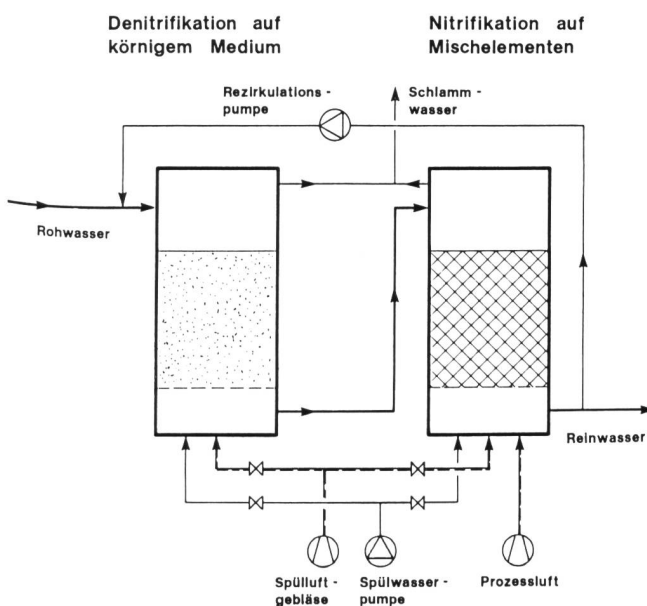 Denitrifikation auf
körnigem Medium
Nitrifikation auf
Mischelementen
Rezirkulations -
pumpe
Schlamm -
wasser
Rohwasser
Reinwasser
Spülluft -
gebläse
Spülwasser -
pumpe
Prozessluft